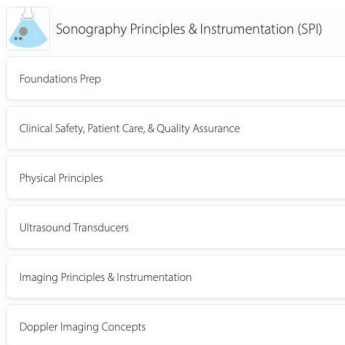 Sonography Principles & Instrumentation (SPI)
Foundations Prep
Clinical Safety, Patient Care, & Quality Assurance
Physical Principles
Ultrasound Transducers
Imaging Principles & Instrumentation
Doppler Imaging Concepts